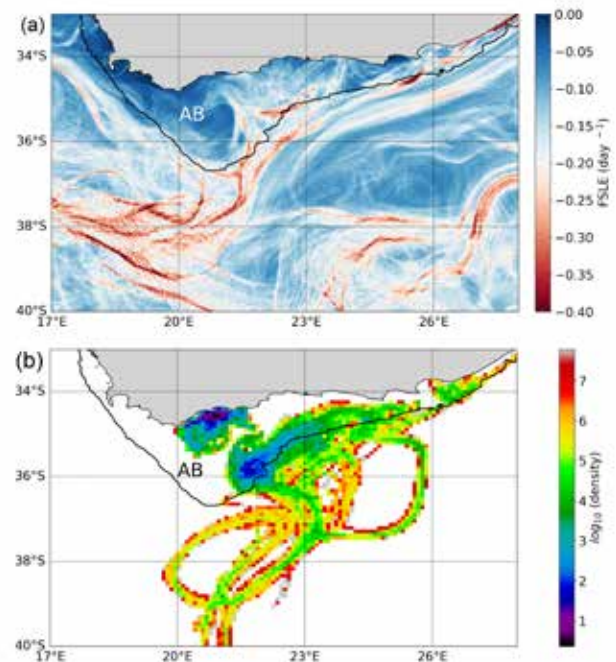 (a)
34°S
36°S
38°S
40°S
AB
17°E
20°E
23°E
26°E
0.00
−0.05
−0.10
−0.15
−0.20
−0.25
−0.30
−0.35
−0.40
FSLE (day ⁻¹)
(b)
34°S
36°S
38°S
40°S
AB
17°E
20°E
23°E
26°E
7
6
5
4
3
2
1
log₁₀ (density)